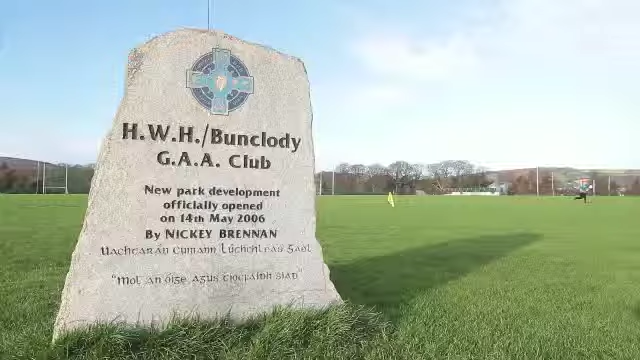 H.W.H./Bunclody
G.A.A. Club
New park development
officially opened
on 14th May 2006
By NICKEY BRENNAN
Uachtarán Cumann Lúthchleas Gael
"Mol an óige agus tiocfaidh siad"